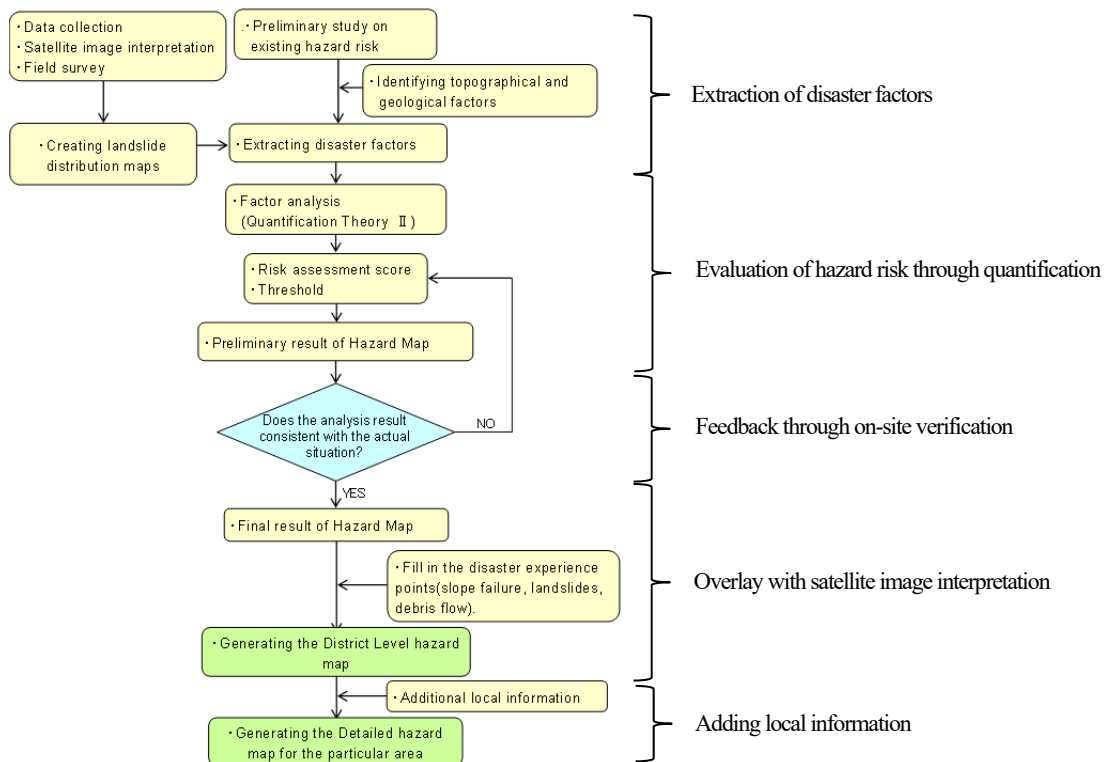 ・Data collection
・Satellite image interpretation
・Field survey
.・Preliminary study on
existing hazard risk
・Identifying topographical and
geological factors
・Creating landslide
distribution maps
・Extracting disaster factors
Extraction of disaster factors
・Factor analysis
(Quantification Theory Ⅱ)
・Risk assessment score
・Threshold
・Preliminary result of Hazard Map
Evaluation of hazard risk through quantification
Does the analysis result
consistent with the actual
situation?
NO
YES
Feedback through on-site verification
・Final result of Hazard Map
・Fill in the disaster experience
points(slope failure, landslides,
debris flow).
・Generating the District Level hazard
map
Overlay with satellite image interpretation
・Additional local information
・Generating the Detailed hazard
map for the particular area
Adding local information